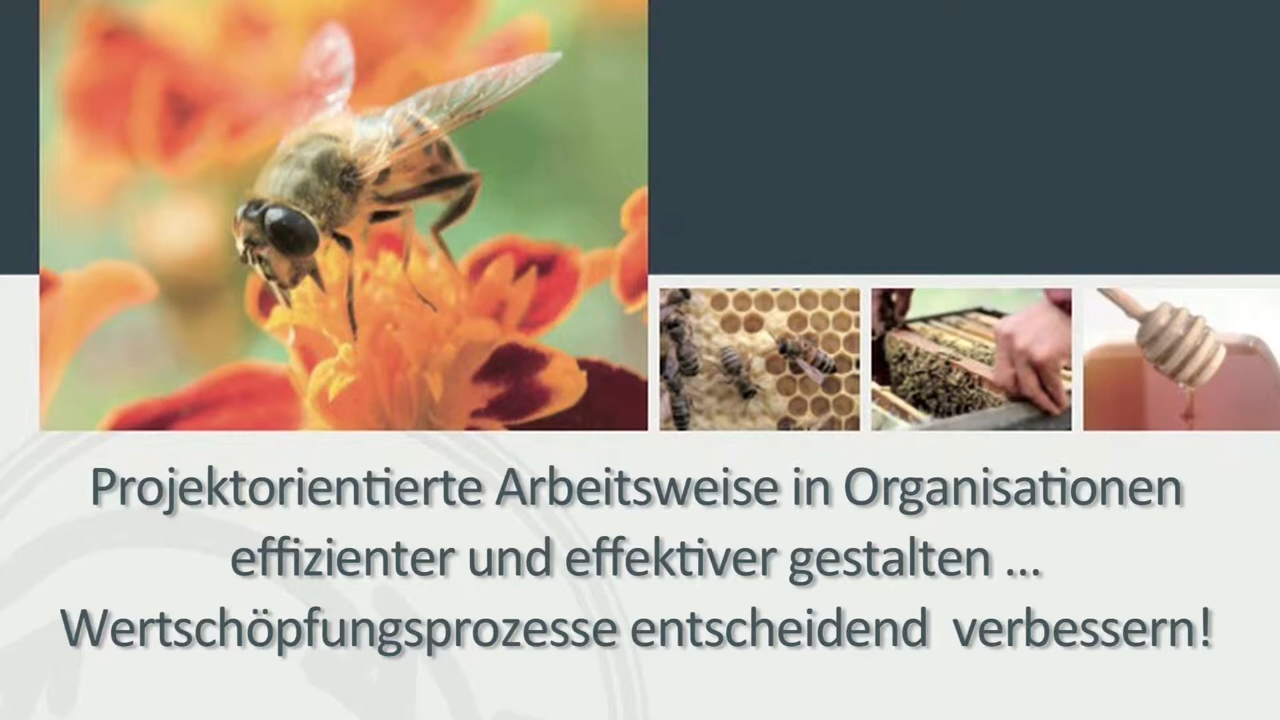 Projektorientierte Arbeitsweise in Organisationen
effizienter und effektiver gestalten ...
Wertschöpfungsprozesse entscheidend verbessern!